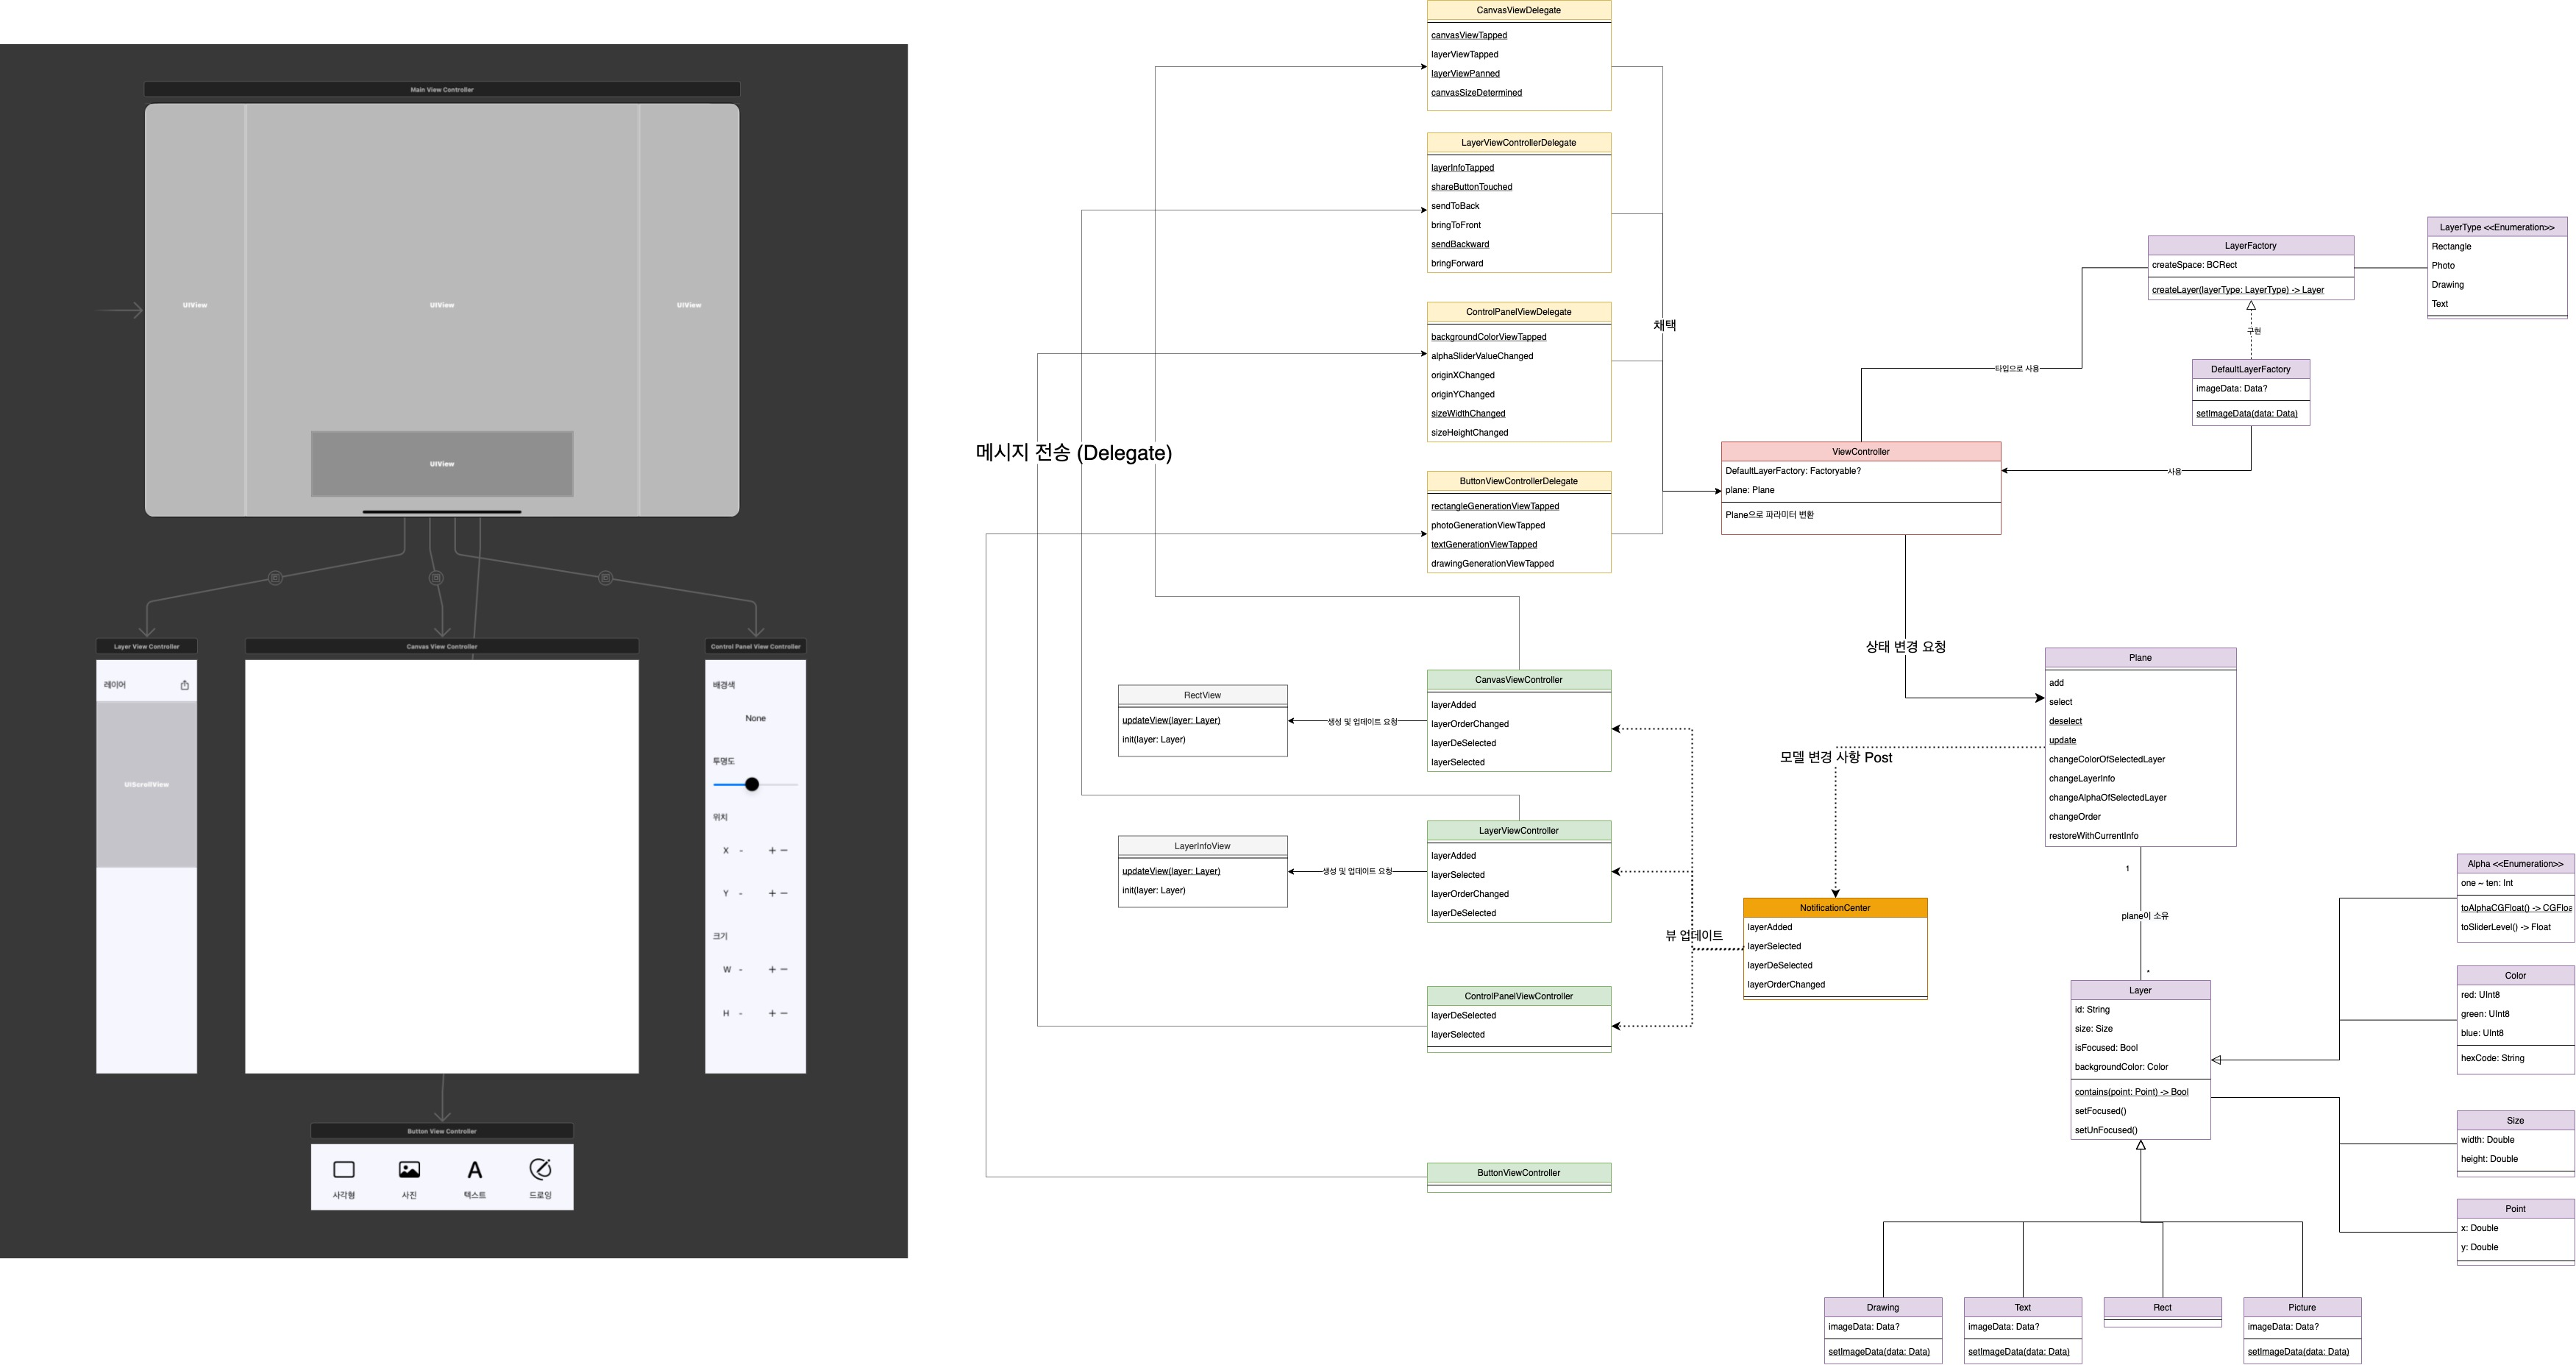 Main View Controller
UIView
UIView
UIView
UIView
Layer View Controller
레이어
UIScrollView
Canvas View Controller
Control Panel View Controller
배경색
None
투명도
위치
X - + −
Y - + −
크기
W - + −
H - + −
Button View Controller
사각형
사진
텍스트
드로잉
메시지 전송 (Delegate)
CanvasViewDelegate
canvasViewTapped
layerViewTapped
layerViewPanned
canvasSizeDetermined
LayerViewControllerDelegate
layerInfoTapped
shareButtonTouched
sendToBack
bringToFront
sendBackward
bringForward
ControlPanelViewDelegate
backgroundColorViewTapped
alphaSliderValueChanged
originXChanged
originYChanged
sizeWidthChanged
sizeHeightChanged
ButtonViewControllerDelegate
rectangleGenerationViewTapped
photoGenerationViewTapped
textGenerationViewTapped
drawingGenerationViewTapped
채택
RectView
updateView(layer: Layer)
init(layer: Layer)
생성 및 업데이트 요청
CanvasViewController
layerAdded
layerOrderChanged
layerDeSelected
layerSelected
LayerInfoView
updateView(layer: Layer)
init(layer: Layer)
생성 및 업데이트 요청
LayerViewController
layerAdded
layerSelected
layerOrderChanged
layerDeSelected
ControlPanelViewController
layerDeSelected
layerSelected
ButtonViewController
뷰 업데이트
NotificationCenter
layerAdded
layerSelected
layerDeSelected
layerOrderChanged
모델 변경 사항 Post
ViewController
DefaultLayerFactory: Factoryable?
plane: Plane
Plane으로 파라미터 변환
상태 변경 요청
타입으로 사용
사용
LayerFactory
createSpace: BCRect
createLayer(layerType: LayerType) -> Layer
구현
DefaultLayerFactory
imageData: Data?
setImageData(data: Data)
LayerType <<Enumeration>>
Rectangle
Photo
Drawing
Text
Plane
add
select
deselect
update
changeColorOfSelectedLayer
changeLayerInfo
changeAlphaOfSelectedLayer
changeOrder
restoreWithCurrentInfo
1
plane이 소유
*
Layer
id: String
size: Size
isFocused: Bool
backgroundColor: Color
contains(point: Point) -> Bool
setFocused()
setUnFocused()
Alpha <<Enumeration>>
one ~ ten: Int
toAlphaCGFloat() -> CGFloa
toSliderLevel() -> Float
Color
red: UInt8
green: UInt8
blue: UInt8
hexCode: String
Size
width: Double
height: Double
Point
x: Double
y: Double
Drawing
imageData: Data?
setImageData(data: Data)
Text
imageData: Data?
setImageData(data: Data)
Rect
Picture
imageData: Data?
setImageData(data: Data)